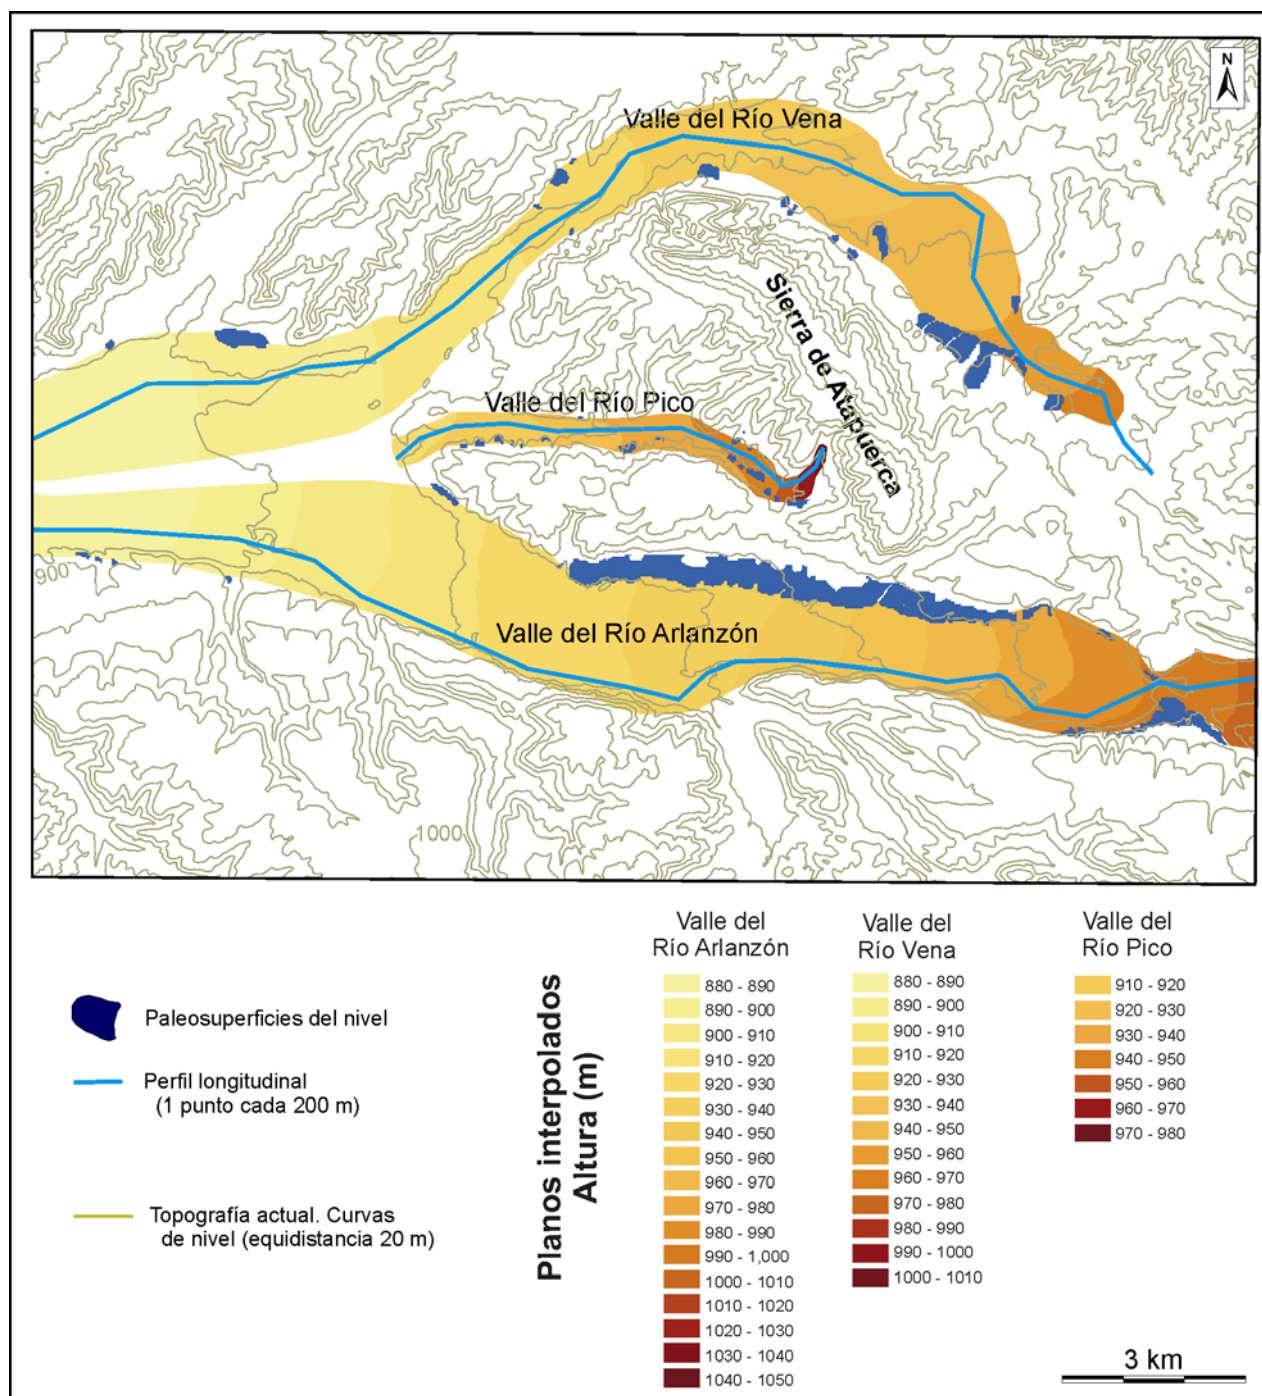 N
Valle del Río Vena
Sierra de Atapuerca
Valle del Río Pico
900
Valle del Río Arlanzón
1000
Paleosuperficies del nivel
Perfil longitudinal
(1 punto cada 200 m)
Topografía actual. Curvas
de nivel (equidistancia 20 m)
Planos interpolados
Altura (m)
Valle del
Río Arlanzón
880 - 890
890 - 900
900 - 910
910 - 920
920 - 930
930 - 940
940 - 950
950 - 960
960 - 970
970 - 980
980 - 990
990 - 1,000
1000 - 1010
1010 - 1020
1020 - 1030
1030 - 1040
1040 - 1050
Valle del
Río Vena
880 - 890
890 - 900
900 - 910
910 - 920
920 - 930
930 - 940
940 - 950
950 - 960
960 - 970
970 - 980
980 - 990
990 - 1000
1000 - 1010
Valle del
Río Pico
910 - 920
920 - 930
930 - 940
940 - 950
950 - 960
960 - 970
970 - 980
3 km